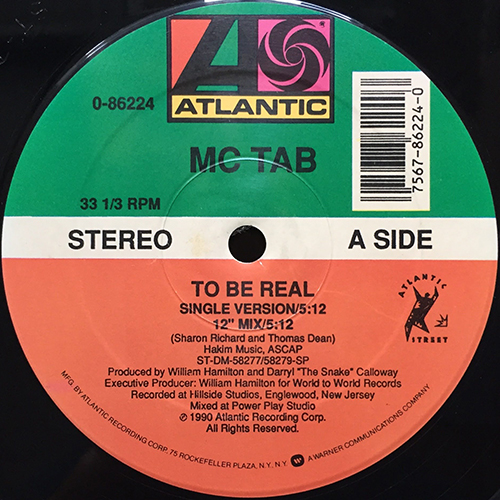 0-86224
ATLANTIC
7567-86224-0
MC TAB
33 1/3 RPM
STEREO
A SIDE
TO BE REAL
SINGLE VERSION/5:12
12" MIX/5:12
(Sharon Richard and Thomas Dean)
Hakim Music, ASCAP
ST-DM-58277/58279-SP
Produced by William Hamilton and Darryl "The Snake" Calloway
Executive Producer: William Hamilton for World to World Records
Recorded at Hillside Studios, Englewood, New Jersey
Mixed at Power Play Studio
℗ 1990 Atlantic Recording Corp.
All Rights Reserved.
ATLANTIC
STREET
MFG. BY ATLANTIC RECORDING CORP. 75 ROCKEFELLER PLAZA, N.Y., N.Y. A WARNER COMMUNICATIONS COMPANY